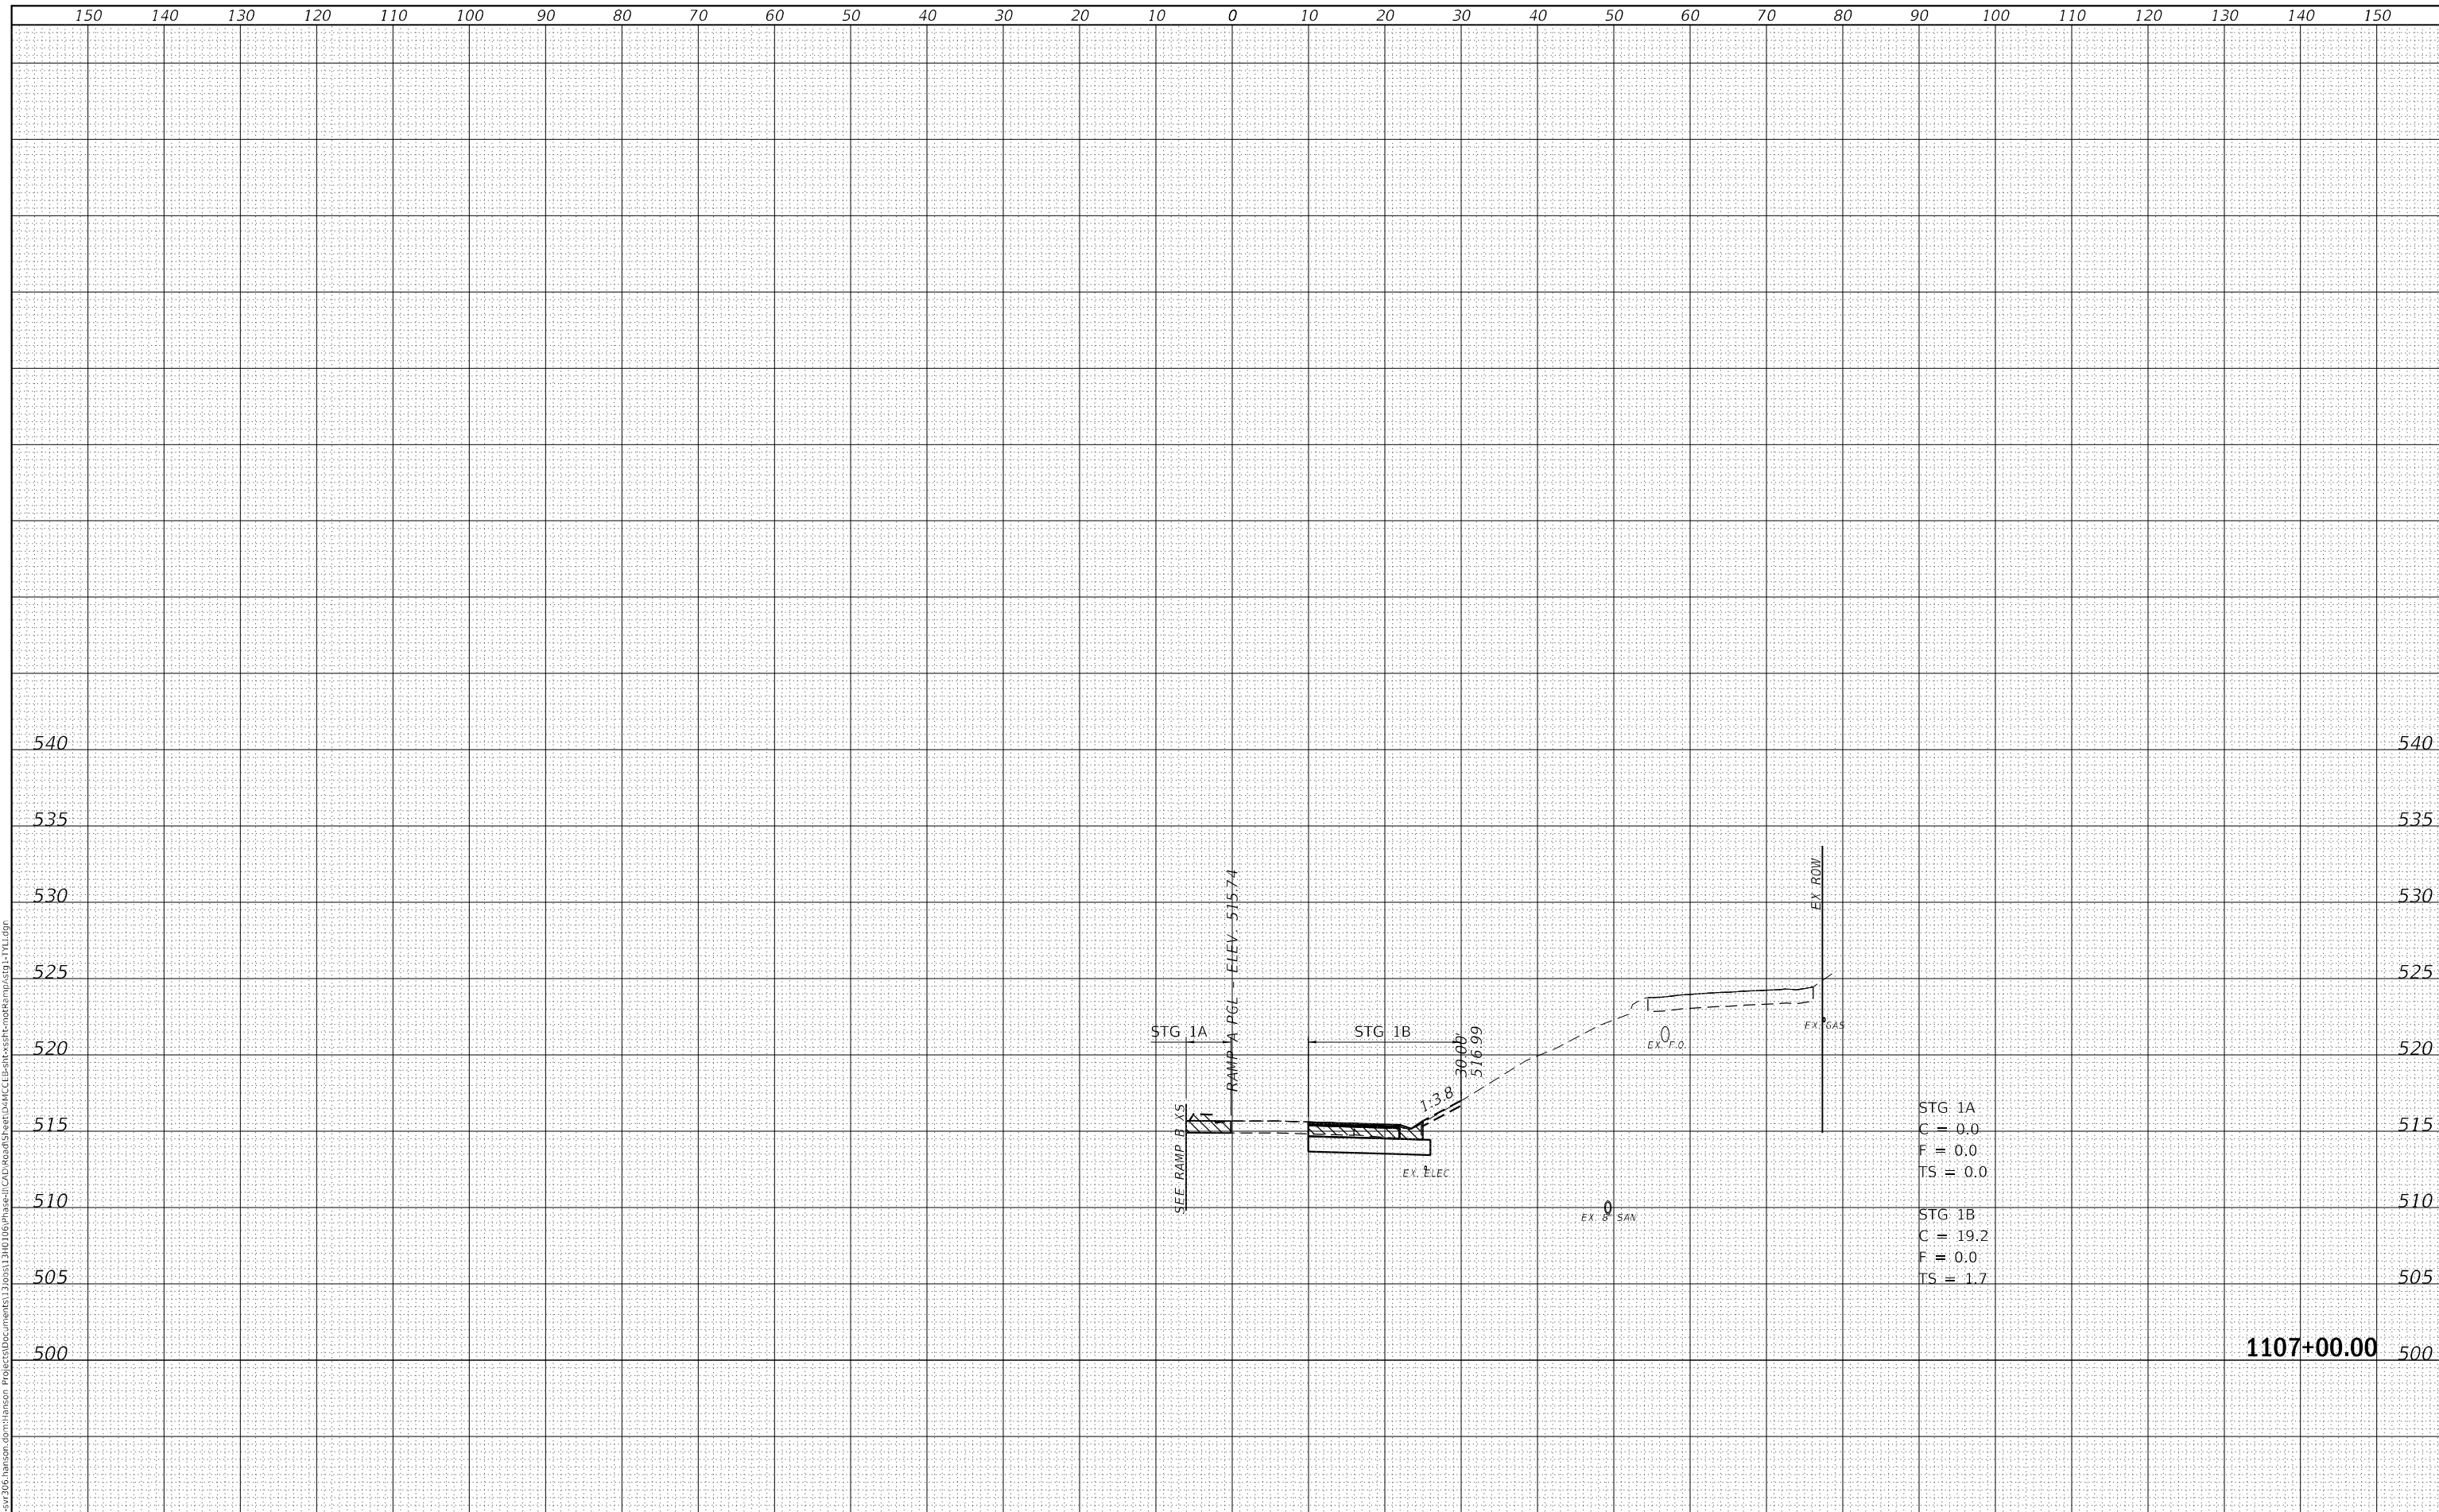 150 140 130 120 110 100 90 80 70 60 50 40 30 20 10 0 10 20 30 40 50 60 70 80 90 100 110 120 130 140 150
540 540
535 535
530 530
525 525
520 520
515 515
510 510
505 505
500 500
RAMP A PGL - ELEV. 515.74
EX ROW
STG 1A
STG 1B
30.00'
516.99
1:3.8
SEE RAMP B XS
EX. F.O.
EX. GAS
EX. ELEC
EX. 8" SAN
STG 1A
C = 0.0
F = 0.0
TS = 0.0
STG 1B
C = 19.2
F = 0.0
TS = 1.7
1107+00.00